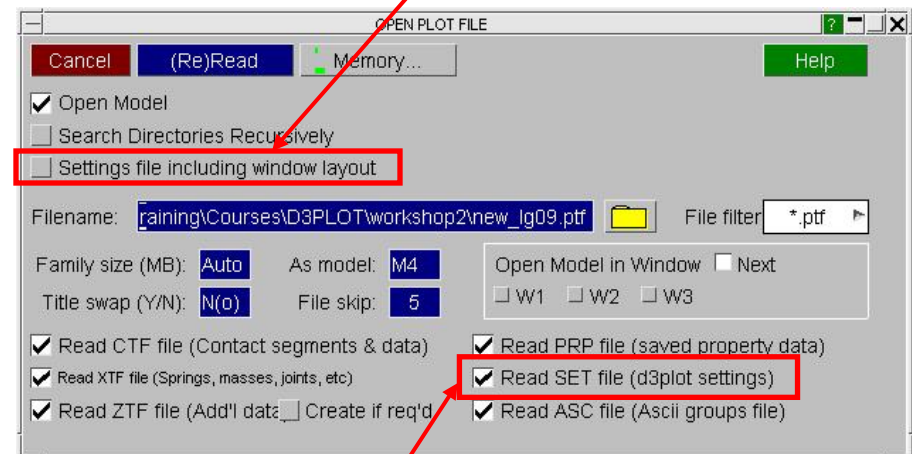 OPEN PLOT FILE ?
Cancel (Re)Read Memory... Help
Open Model
Search Directories Recursively
Settings file including window layout
Filename: raining\Courses\D3PLOT\workshop2\new_lg09.ptf File filter *.ptf
Family size (MB): Auto As model: M4 Open Model in Window Next
Title swap (Y/N): N(o) File skip: 5 W1 W2 W3
Read CTF file (Contact segments & data) Read PRP file (saved property data)
Read XTF file (Springs, masses, joints, etc) Read SET file (d3plot settings)
Read ZTF file (Add'l data Create if req'd Read ASC file (Ascii groups file)